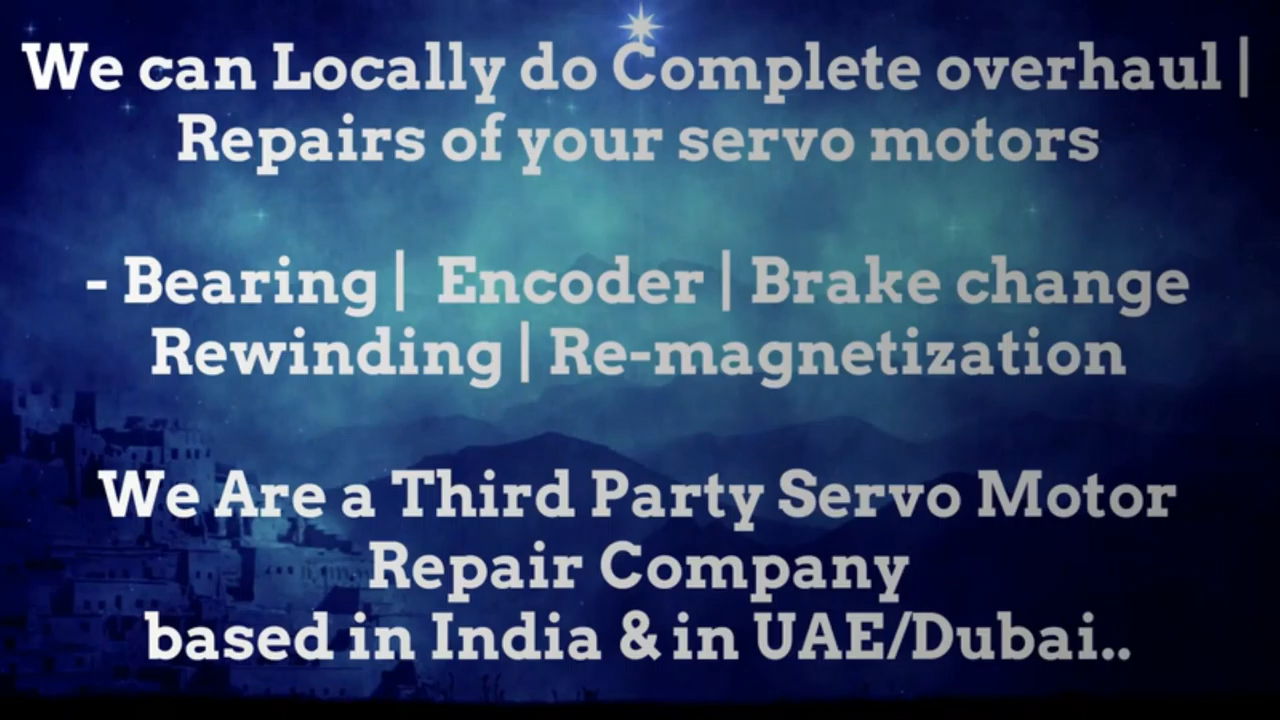 We can Locally do Complete overhaul |
Repairs of your servo motors
- Bearing | Encoder | Brake change
Rewinding | Re-magnetization
We Are a Third Party Servo Motor
Repair Company
based in India & in UAE/Dubai..